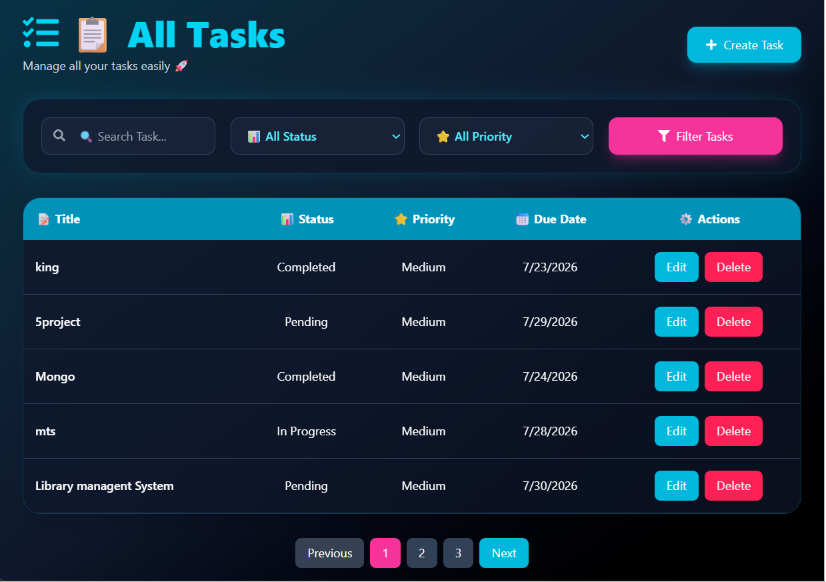 All Tasks
Manage all your tasks easily 🚀
+ Create Task
🔍 Search Task...
📊 All Status
⭐ All Priority
Filter Tasks
📝 Title 📊 Status ⭐ Priority 📅 Due Date ⚙️ Actions
king Completed Medium 7/23/2026 Edit Delete
5project Pending Medium 7/29/2026 Edit Delete
Mongo Completed Medium 7/24/2026 Edit Delete
mts In Progress Medium 7/28/2026 Edit Delete
Library managent System Pending Medium 7/30/2026 Edit Delete
Previous 1 2 3 Next